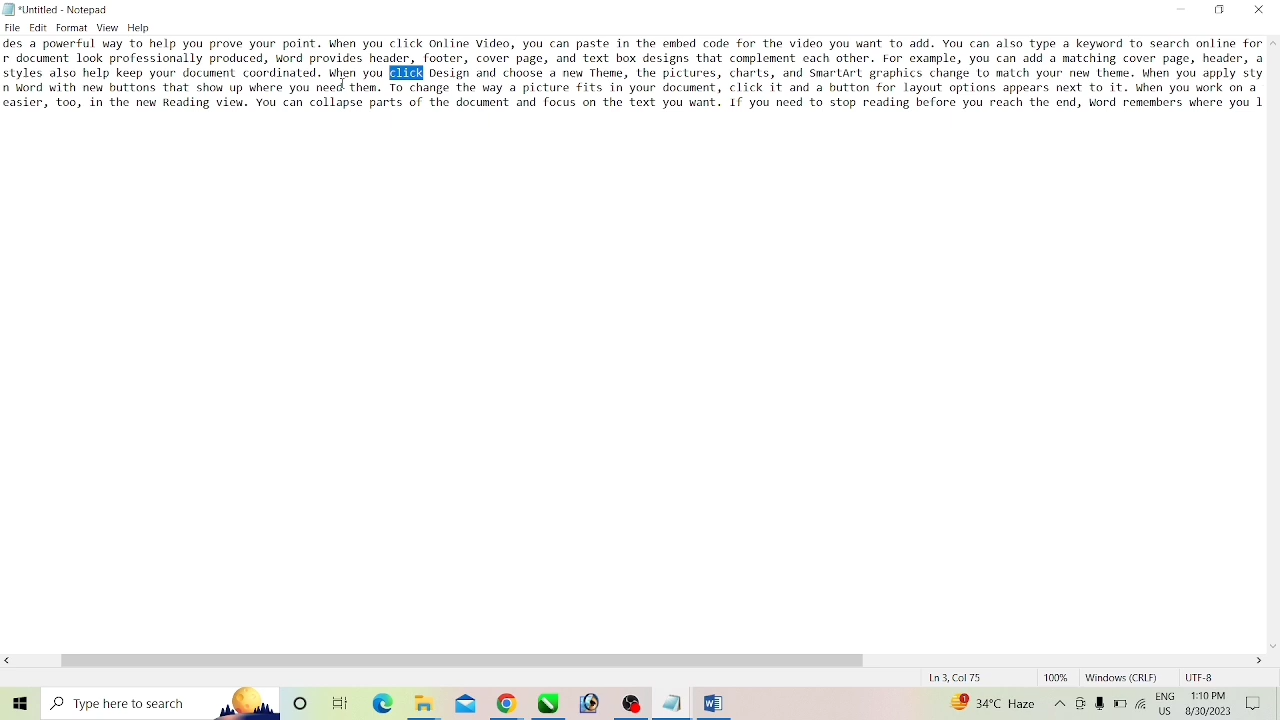 *Untitled - Notepad
File Edit Format View Help
des a powerful way to help you prove your point. When you click Online Video, you can paste in the embed code for the video you want to add. You can also type a keyword to search online for
r document look professionally produced, Word provides header, footer, cover page, and text box designs that complement each other. For example, you can add a matching cover page, header, a
styles also help keep your document coordinated. When you click Design and choose a new Theme, the pictures, charts, and SmartArt graphics change to match your new theme. When you apply sty
n Word with new buttons that show up where you need them. To change the way a picture fits in your document, click it and a button for layout options appears next to it. When you work on a
easier, too, in the new Reading view. You can collapse parts of the document and focus on the text you want. If you need to stop reading before you reach the end, Word remembers where you l
Ln 3, Col 75 100% Windows (CRLF) UTF-8
Type here to search 1 34°C Haze ENG US 1:10 PM 8/30/2023